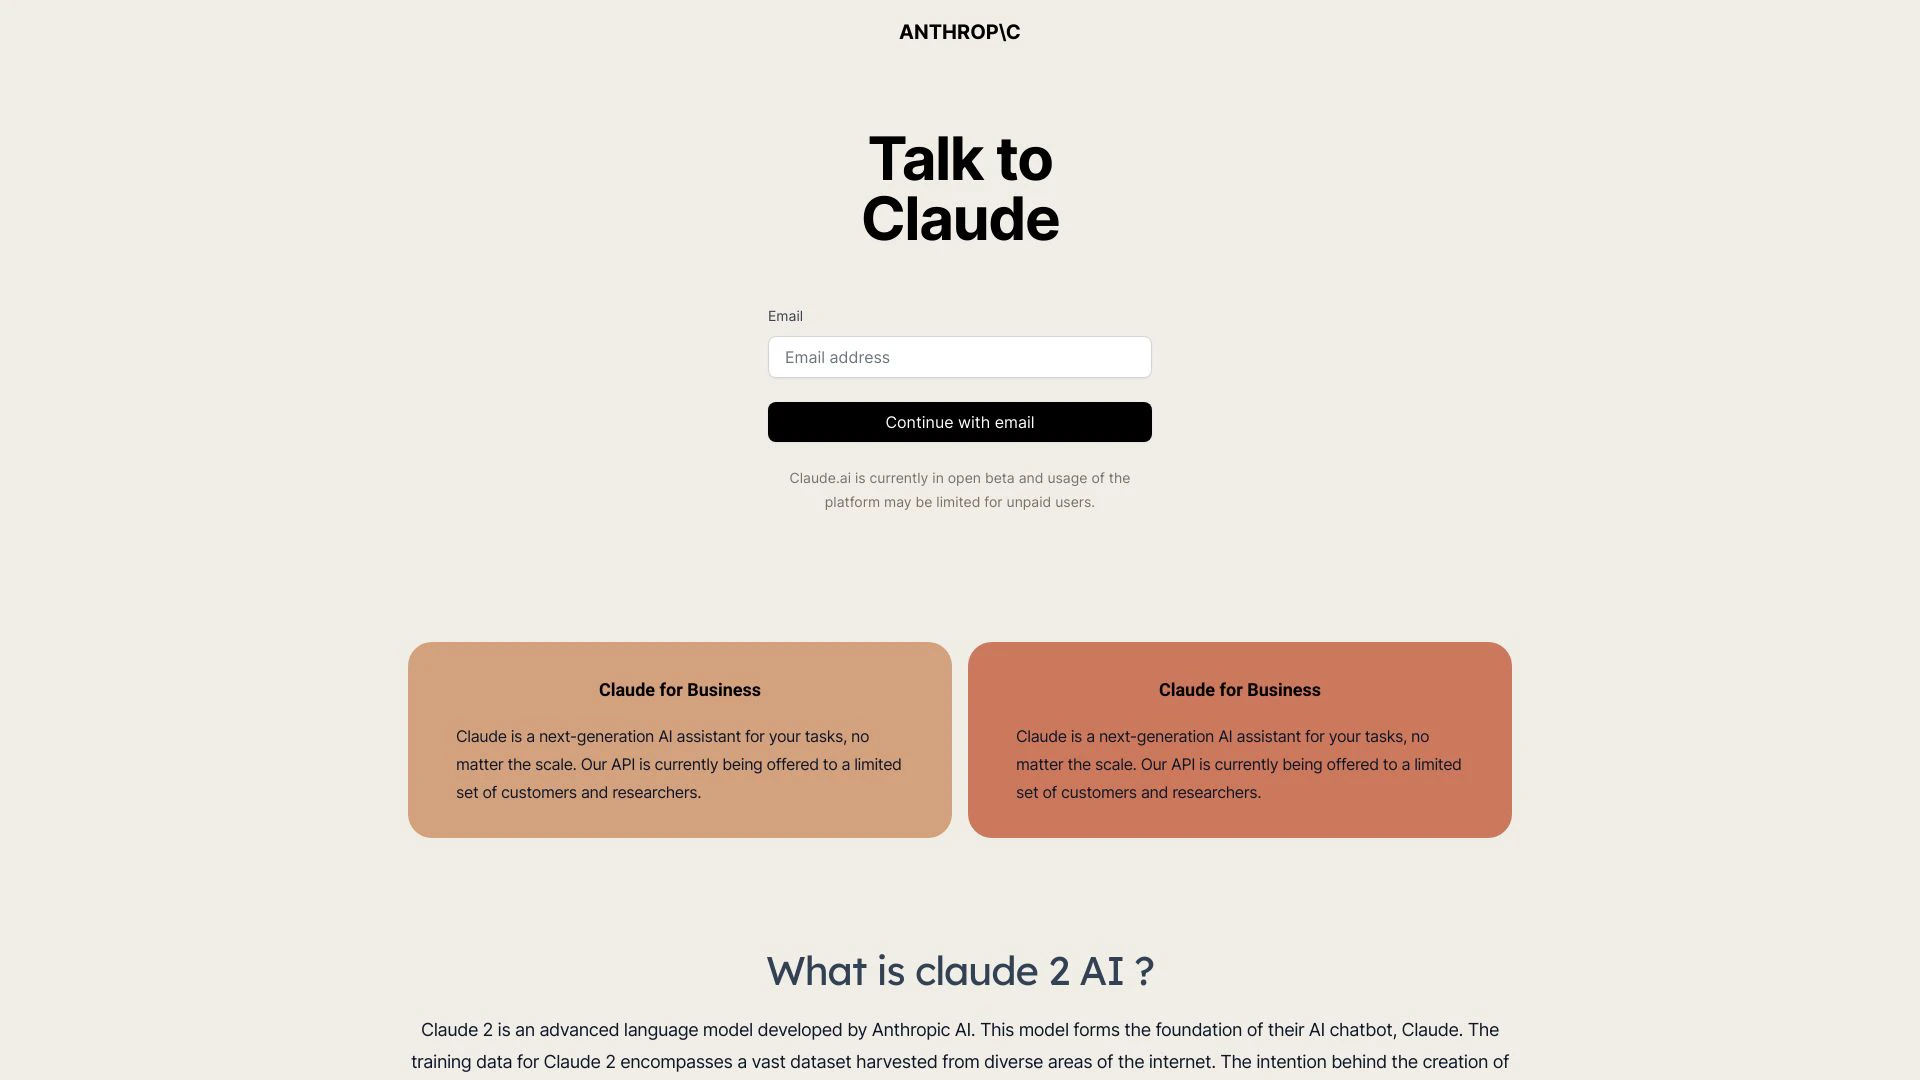 ANTHROP\C
Talk to
Claude
Email
Email address
Continue with email
Claude.ai is currently in open beta and usage of the
platform may be limited for unpaid users.
Claude for Business
Claude is a next-generation AI assistant for your tasks, no
matter the scale. Our API is currently being offered to a limited
set of customers and researchers.
Claude for Business
Claude is a next-generation AI assistant for your tasks, no
matter the scale. Our API is currently being offered to a limited
set of customers and researchers.
What is claude 2 AI ?
Claude 2 is an advanced language model developed by Anthropic AI. This model forms the foundation of their AI chatbot, Claude. The
training data for Claude 2 encompasses a vast dataset harvested from diverse areas of the internet. The intention behind the creation of